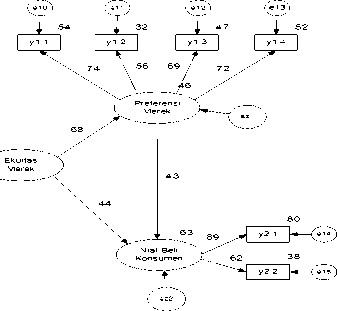 e10 e11 e12 e13
54 32 47 52
y1.1 y1.2 y1.3 y1.4
74 56 69 72
46
Preferensi
Merek
68
Ekuitas
Merek
43
44
63
Niat Beli
Konsumen
89
62
80
y2.1
e14
38
y2.2
e15